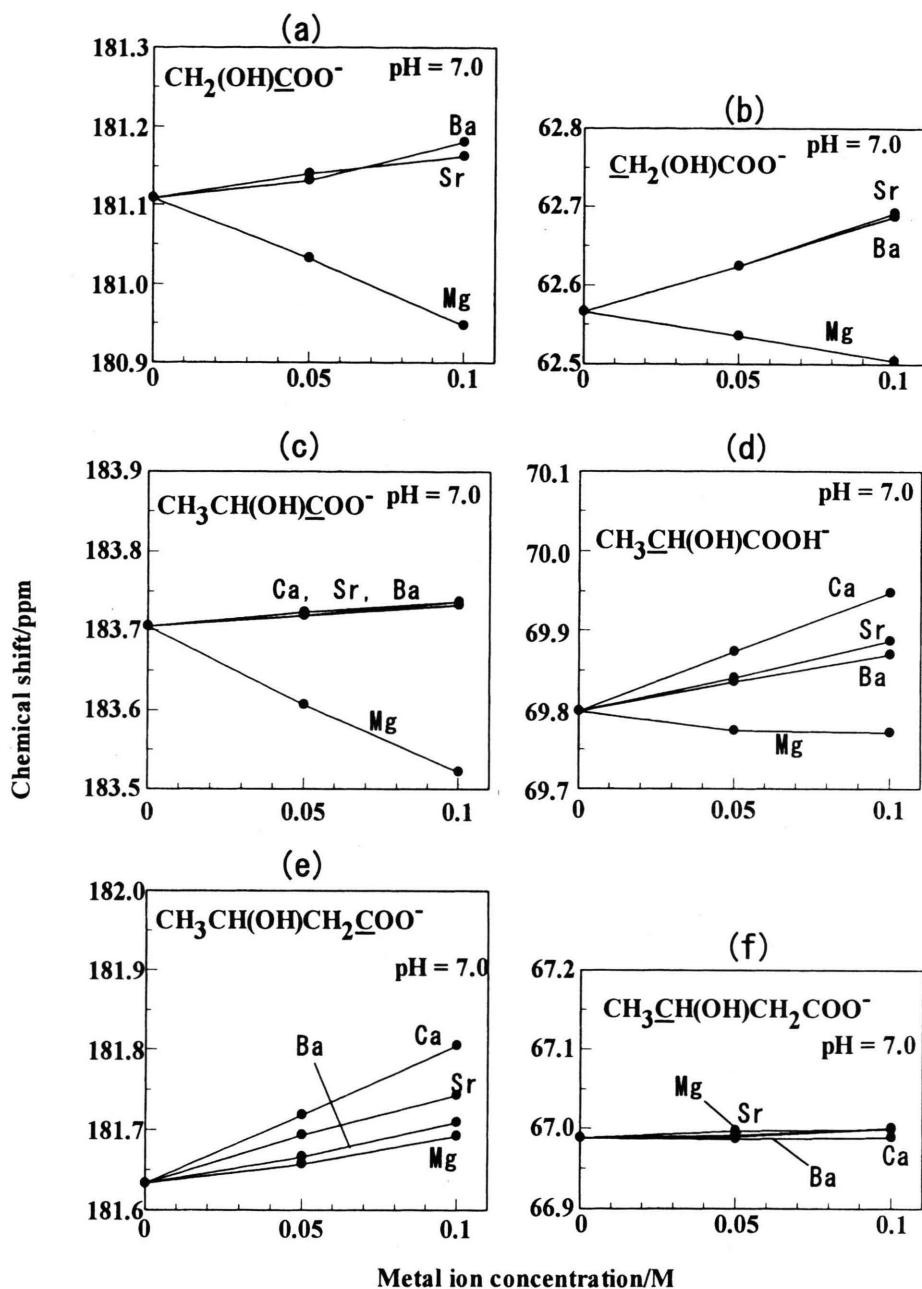 (a)
181.3
181.2
181.1
181.0
180.9
CH2(OH)COO-
pH = 7.0
Ba
Sr
Mg
0
0.05
0.1
(b)
62.8
62.7
62.6
62.5
CH2(OH)COO-
pH = 7.0
Sr
Ba
Mg
0
0.05
0.1
(c)
183.9
183.8
183.7
183.6
183.5
CH3CH(OH)COO-
pH = 7.0
Ca, Sr, Ba
Mg
0
0.05
0.1
(d)
70.1
70.0
69.9
69.8
69.7
pH = 7.0
CH3CH(OH)COOH-
Ca
Sr
Ba
Mg
0
0.05
0.1
Chemical shift/ppm
(e)
182.0
181.9
181.8
181.7
181.6
CH3CH(OH)CH2COO-
pH = 7.0
Ba
Ca
Sr
Mg
0
0.05
0.1
(f)
67.2
67.1
67.0
66.9
CH3CH(OH)CH2COO-
pH = 7.0
Mg
Sr
Ba
Ca
0
0.05
0.1
Metal ion concentration/M